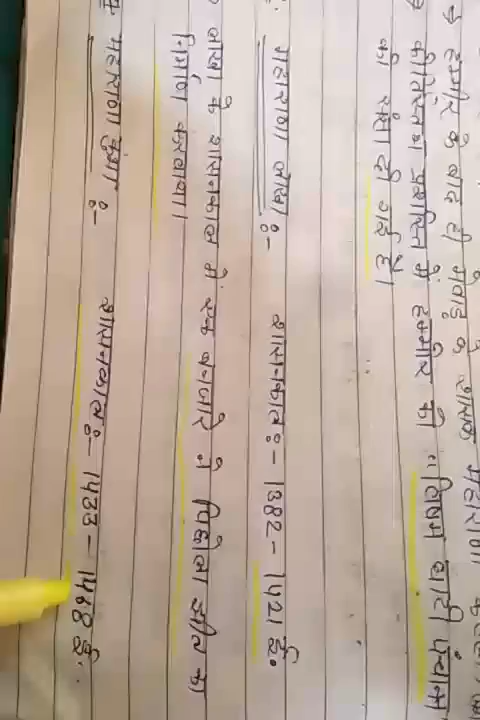 हम्मीर के बाद ही मेवाड़ के शासक महाराणा
कीर्तिस्तम्भ प्रशस्ति में हम्मीर को "विषम घाटी पंचानन
की संज्ञा दी गई है।
महाराणा लाखा :- शासनकाल :- 1382 - 1421 ई॰
लाखा के शासनकाल में एक बनजारे ने पिछोला झील का
निर्माण करवाया।
महाराणा कुंभा :- शासनकाल :- 1433 - 1468 ई॰